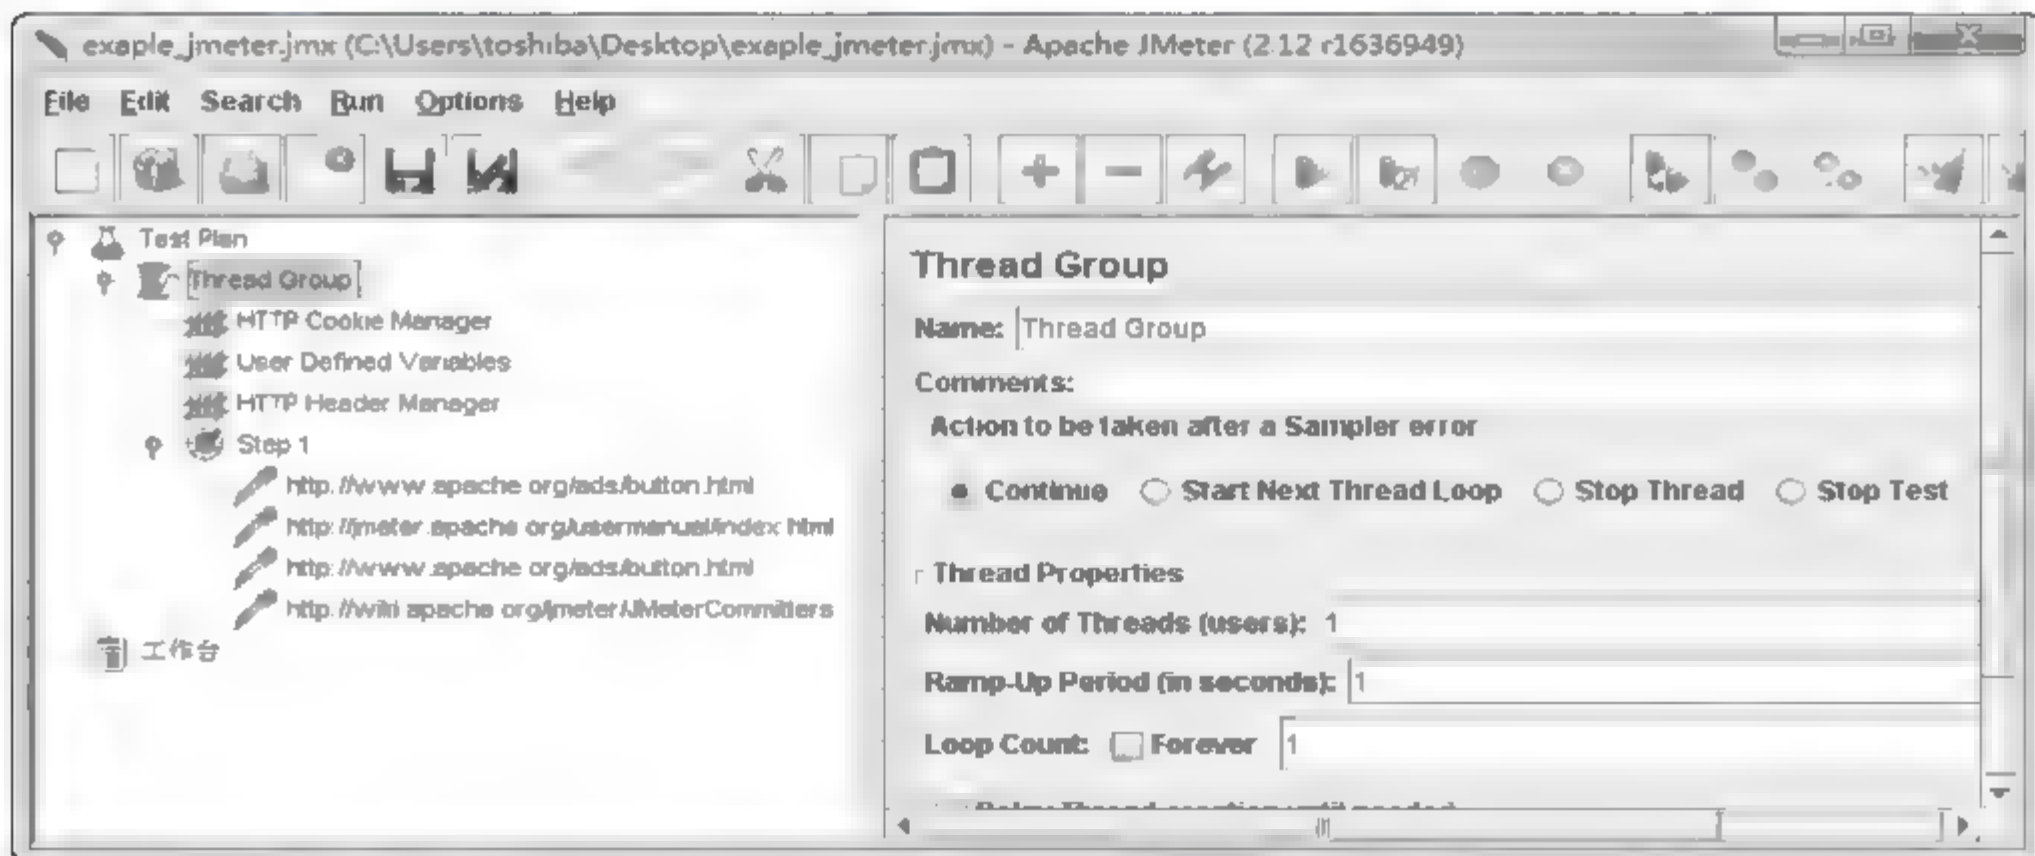 exaple_jmeter.jmx (C:\Users\toshiba\Desktop\exaple_jmeter.jmx) - Apache JMeter (2.12 r1636949)
File Edit Search Run Options Help
Test Plan
Thread Group
HTTP Cookie Manager
User Defined Variables
HTTP Header Manager
Step 1
http://www.apache.org/ads/button.html
http://jmeter.apache.org/usermanual/index.html
http://www.apache.org/ads/button.html
http://wiki.apache.org/jmeter/JMeterCommitters
工作台
Thread Group
Name: Thread Group
Comments:
Action to be taken after a Sampler error
Continue Start Next Thread Loop Stop Thread Stop Test
Thread Properties
Number of Threads (users): 1
Ramp-Up Period (in seconds): 1
Loop Count: Forever 1